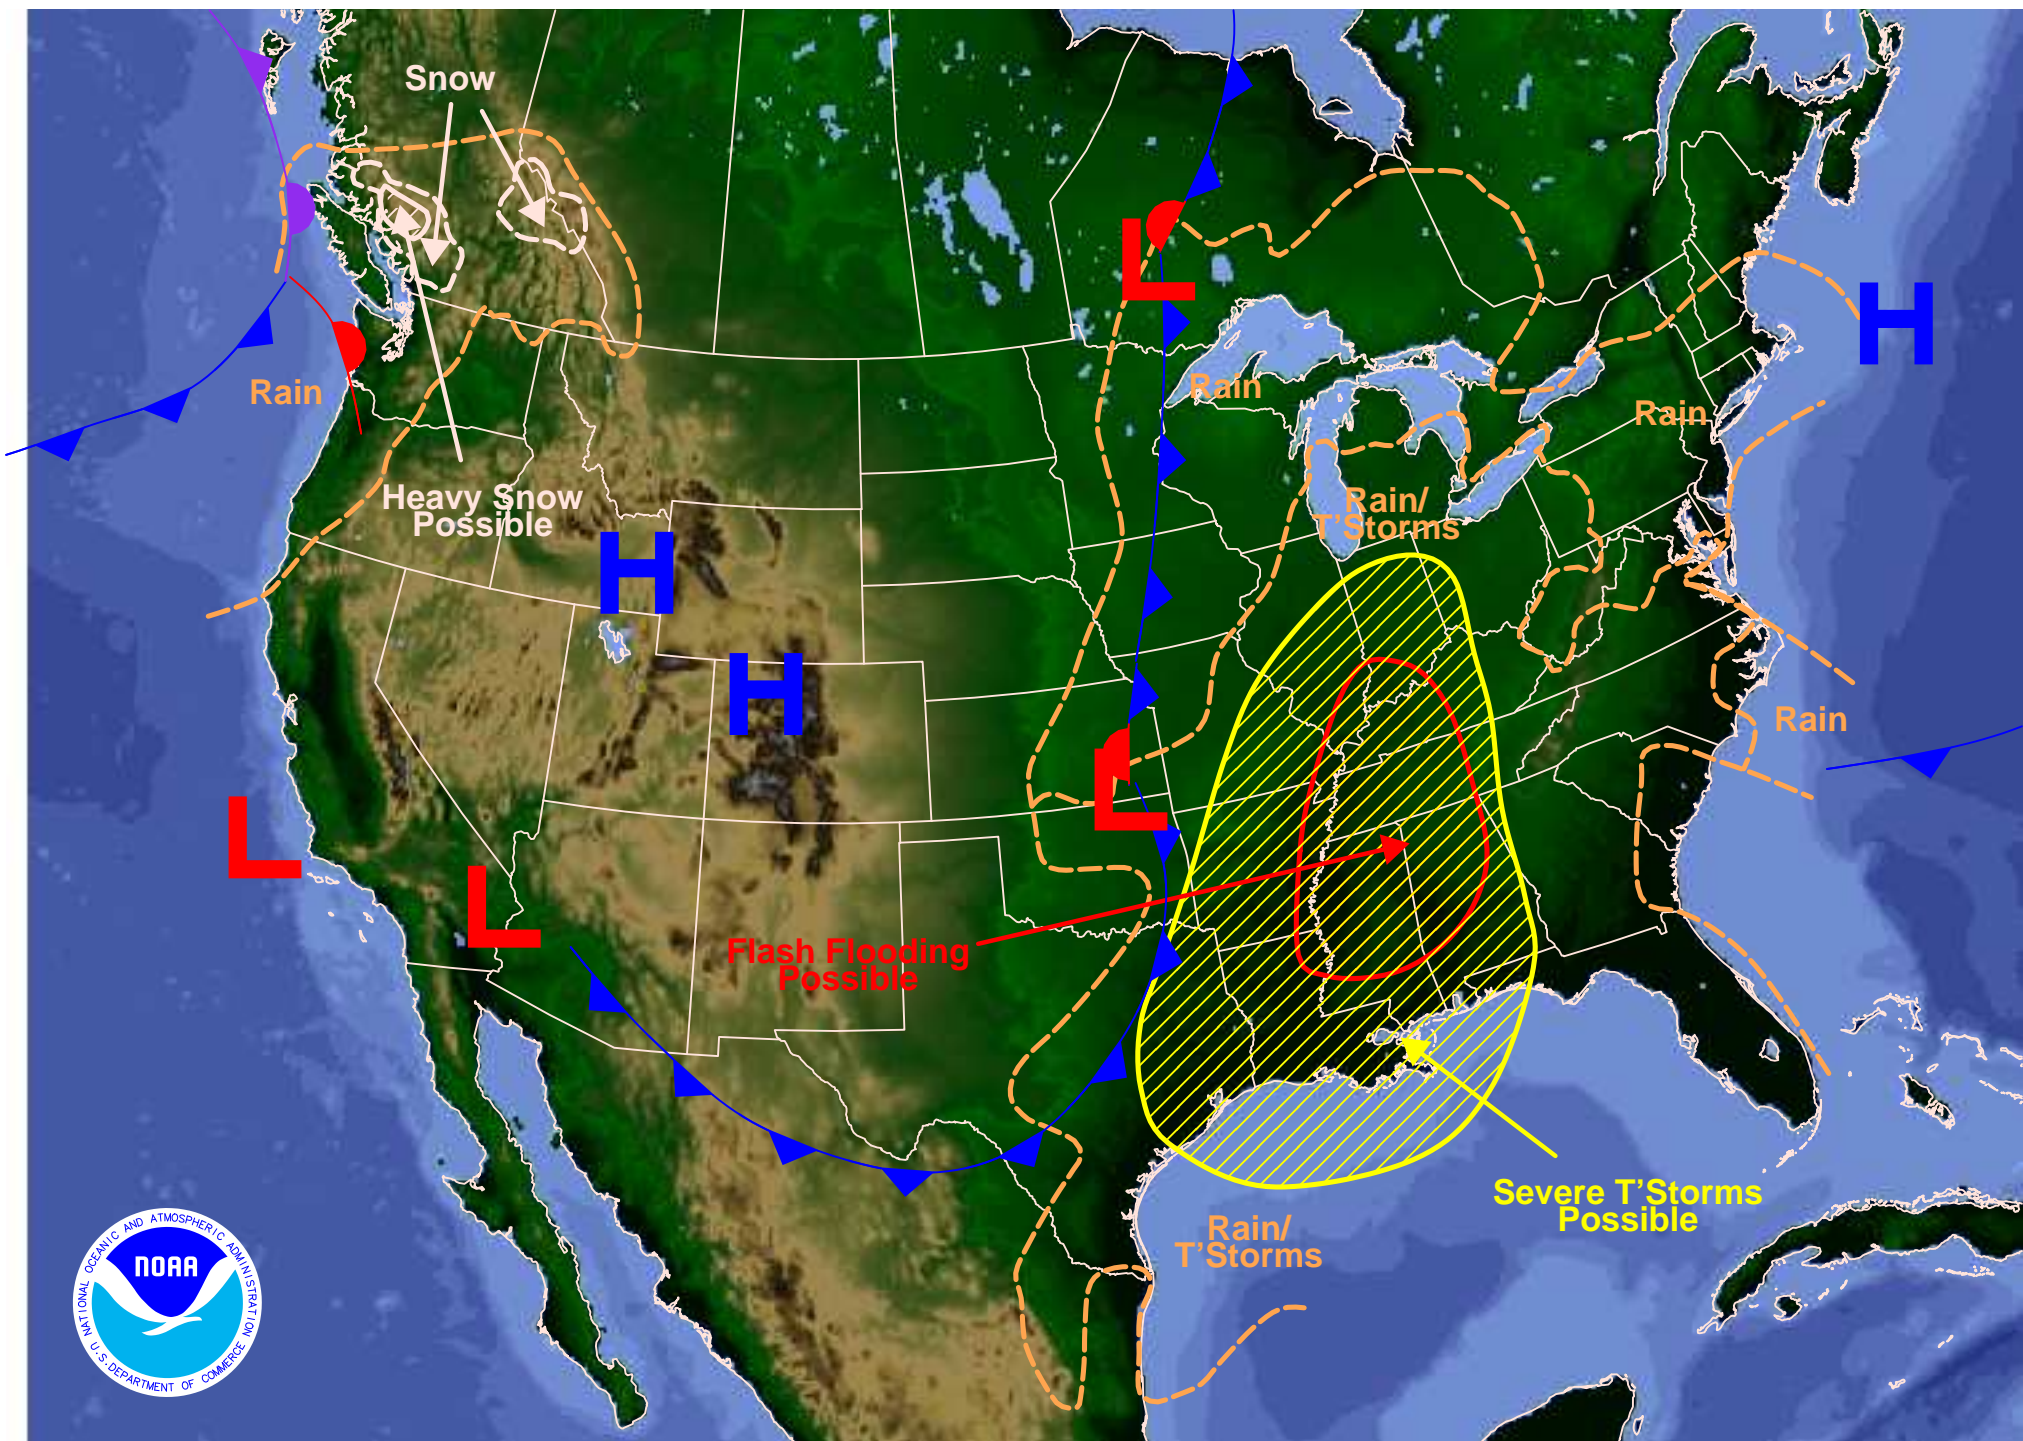 Snow
H
L
Rain
Rain
Rain
Heavy Snow
Possible
Rain/
T'Storms
H
H
Rain
L
L
L
Flash Flooding
Possible
Severe T'Storms
Possible
Rain/
T'Storms
NATIONAL OCEANIC AND ATMOSPHERIC ADMINISTRATION
NOAA
U.S. DEPARTMENT OF COMMERCE